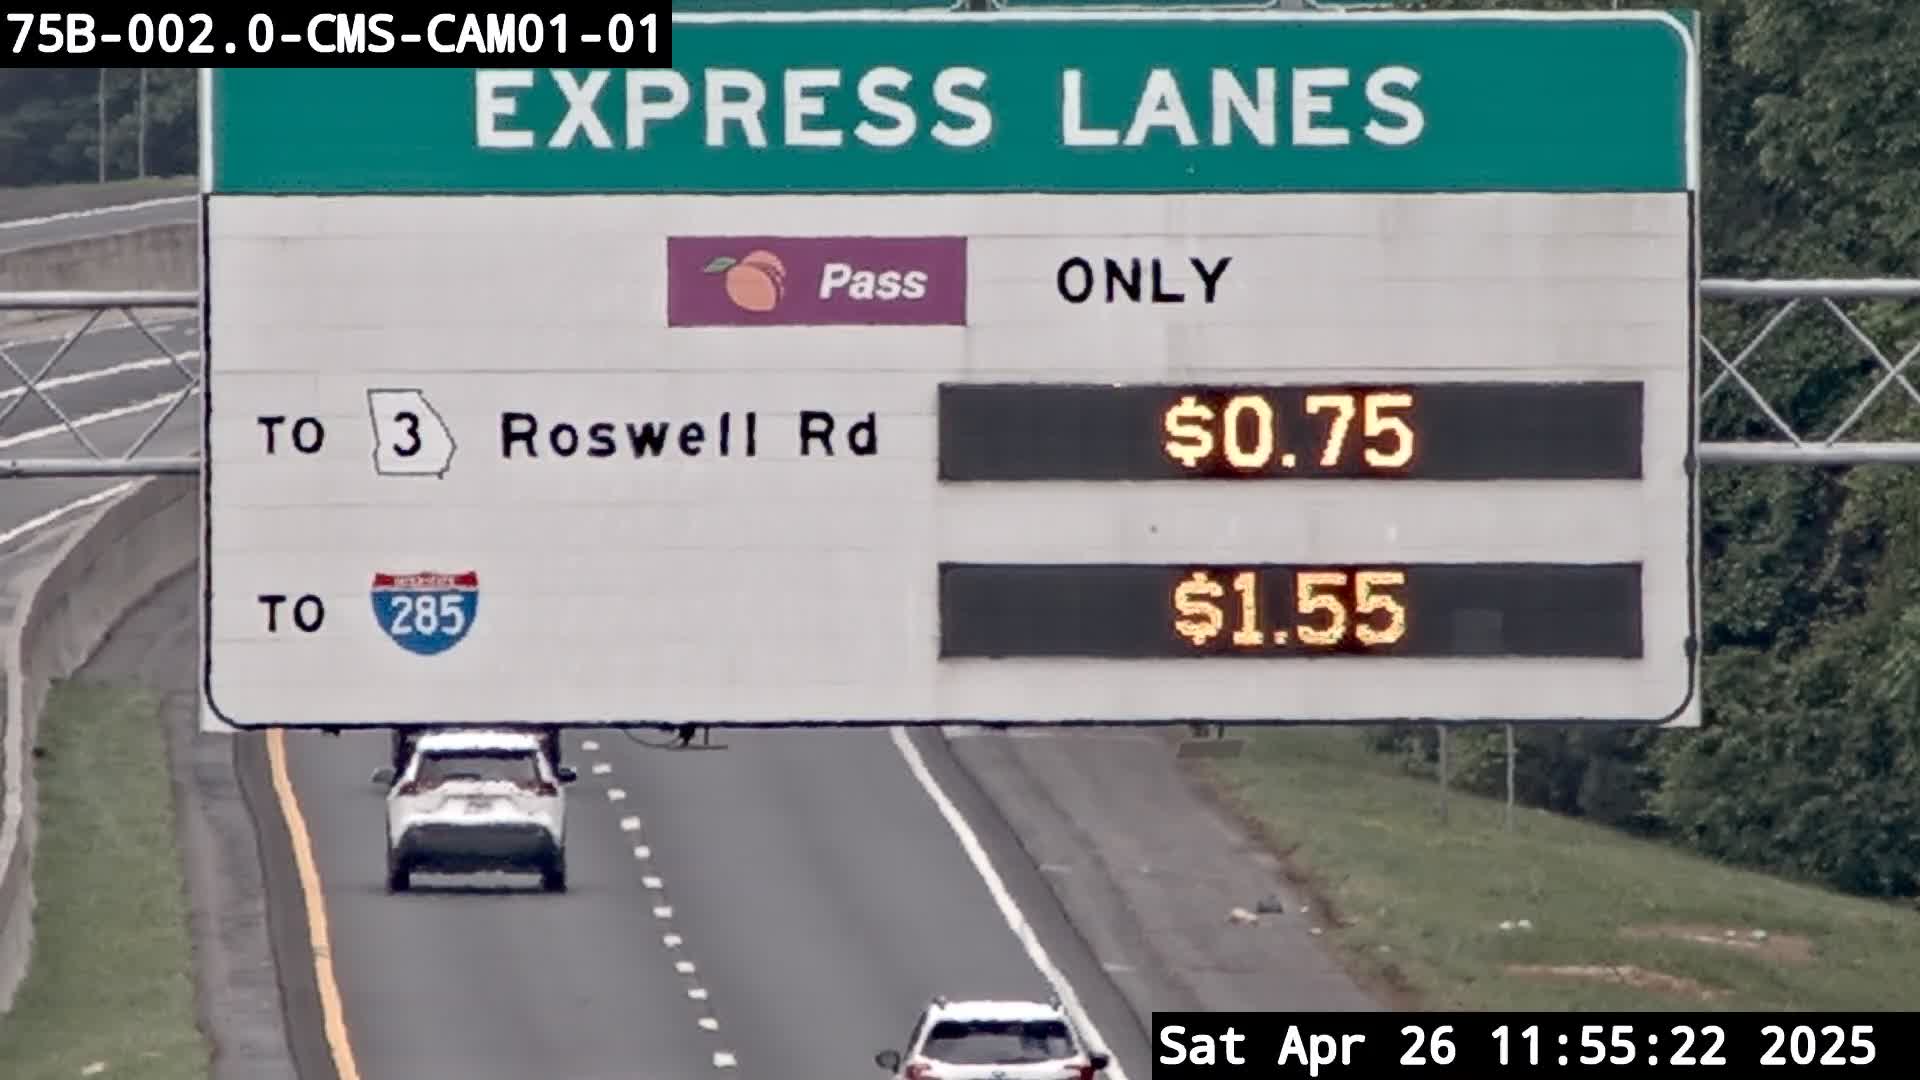 75B-002.0-CMS-CAM01-01
EXPRESS LANES
Pass ONLY
TO 3 Roswell Rd $0.75
TO INTERSTATE 285 $1.55
Sat Apr 26 11:55:22 2025